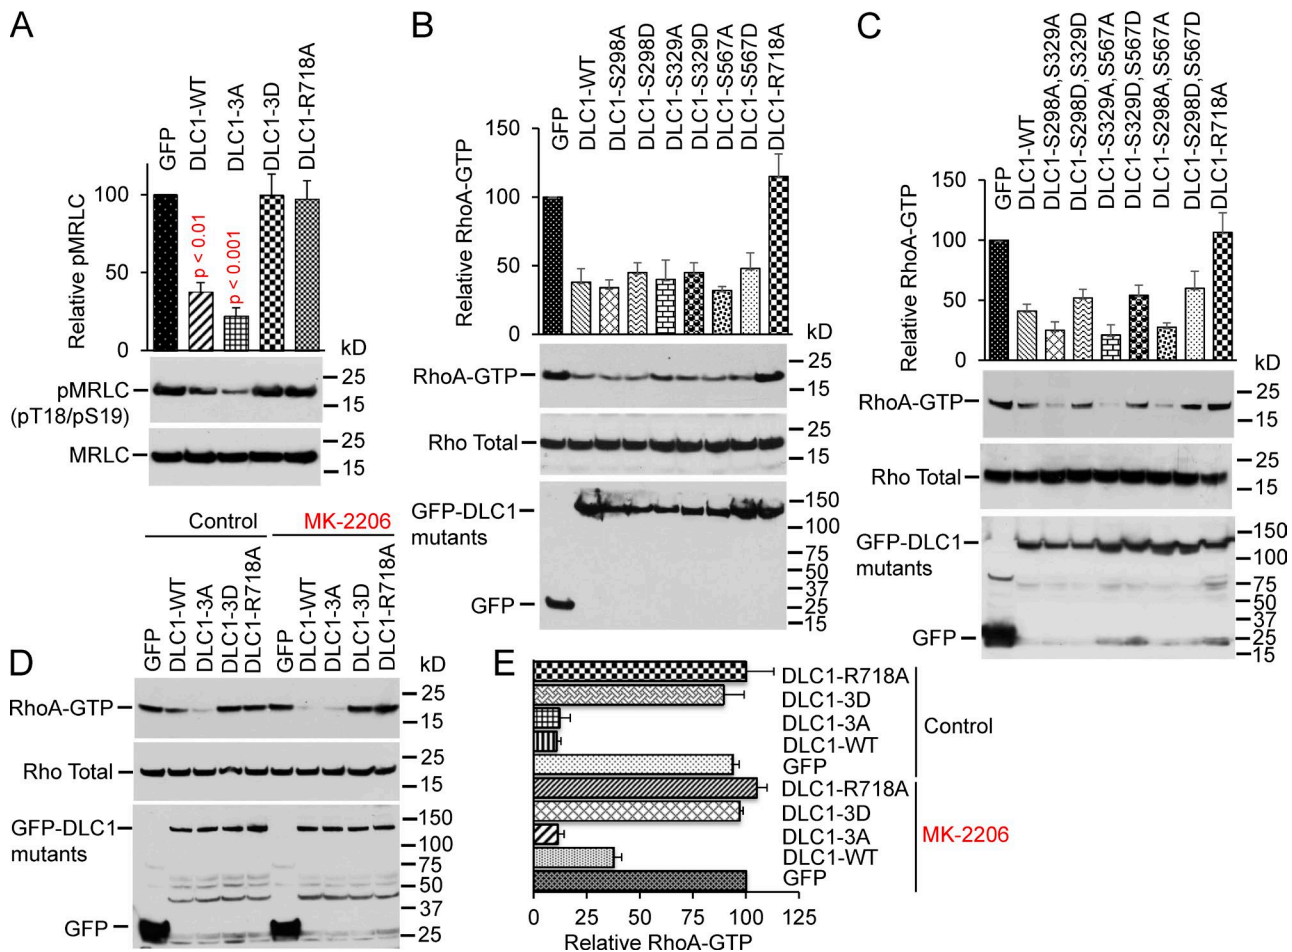 A
GFP
DLC1-WT
DLC1-3A
DLC1-3D
DLC1-R718A
Relative pMRLC
100
50
0
p < 0.01
p < 0.001
kD
pMRLC
(pT18/pS19)
25
15
MRLC
25
15
B
GFP
DLC1-WT
DLC1-S298A
DLC1-S298D
DLC1-S329A
DLC1-S329D
DLC1-S567A
DLC1-S567D
DLC1-R718A
Relative RhoA-GTP
150
100
50
0
kD
RhoA-GTP
25
15
Rho Total
25
15
GFP-DLC1
mutants
GFP
150
100
75
50
37
25
15
C
GFP
DLC1-WT
DLC1-S298A,S329A
DLC1-S298D,S329D
DLC1-S329A,S567A
DLC1-S329D,S567D
DLC1-S298A,S567A
DLC1-S298D,S567D
DLC1-R718A
Relative RhoA-GTP
150
100
50
0
kD
RhoA-GTP
25
15
Rho Total
25
15
GFP-DLC1
mutants
GFP
150
100
75
50
37
25
15
D
Control
MK-2206
GFP
DLC1-WT
DLC1-3A
DLC1-3D
DLC1-R718A
GFP
DLC1-WT
DLC1-3A
DLC1-3D
DLC1-R718A
kD
RhoA-GTP
25
15
Rho Total
25
15
GFP-DLC1
mutants
GFP
150
100
75
50
37
25
E
DLC1-R718A
DLC1-3D
DLC1-3A
DLC1-WT
GFP
Control
DLC1-R718A
DLC1-3D
DLC1-3A
DLC1-WT
GFP
MK-2206
0
25
50
75
100
125
Relative RhoA-GTP